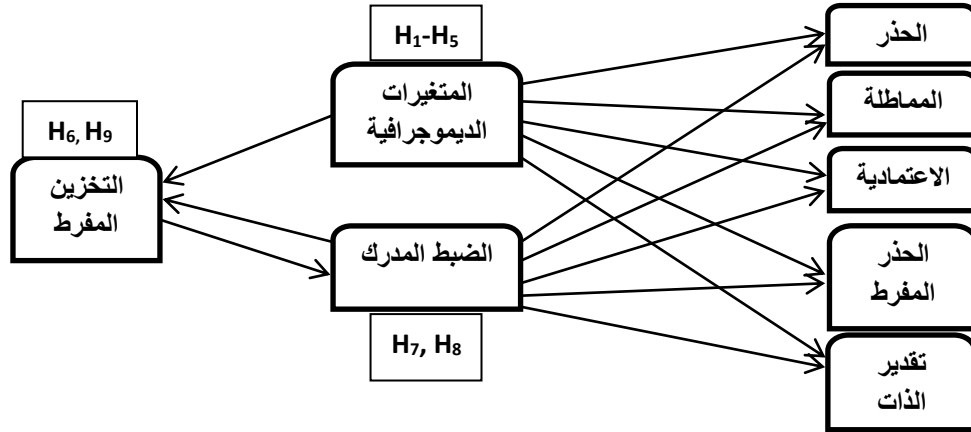 H₁-H₅
المتغيرات
الديموجرافية
H₆, H₉
التخزين
المفرط
الضبط المدرك
H₇, H₈
الحذر
المماطلة
الاعتمادية
الحذر
المفرط
تقدير
الذات